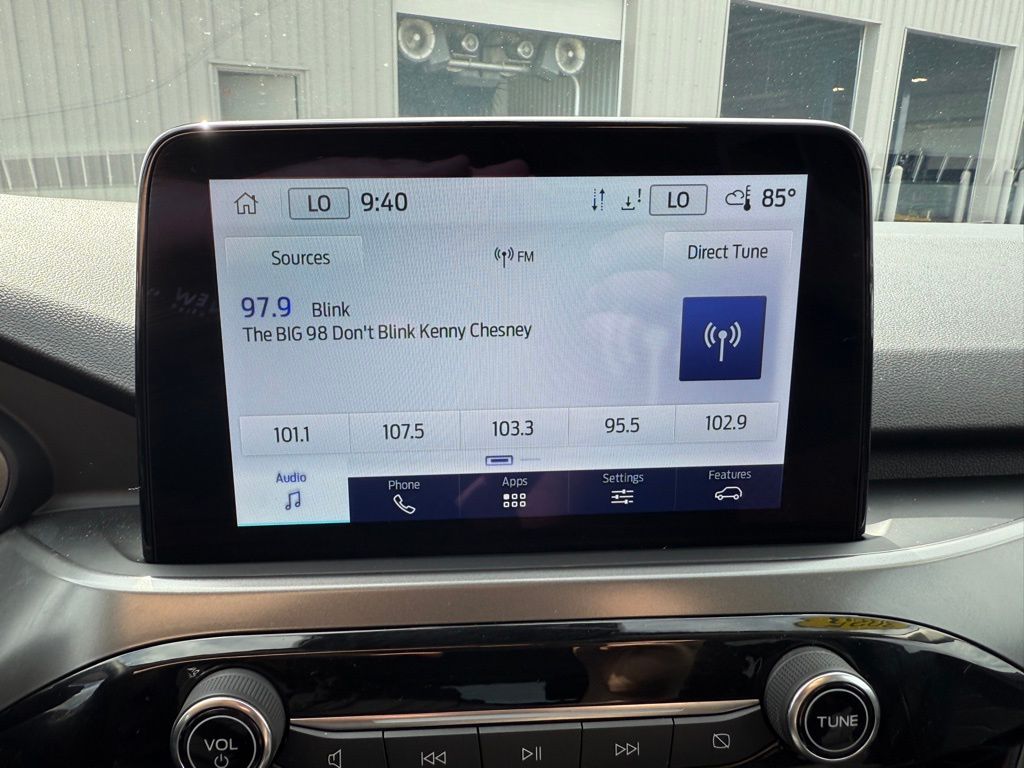 LO 9:40 LO 85°
Sources FM Direct Tune
97.9 Blink
The BIG 98 Don't Blink Kenny Chesney
101.1 107.5 103.3 95.5 102.9
Audio Phone Apps Settings Features
VOL TUNE